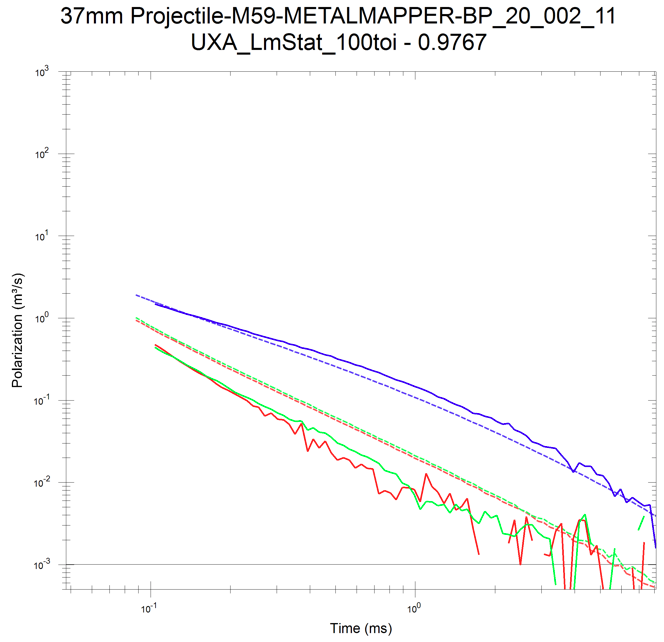 37mm Projectile-M59-METALMAPPER-BP_20_002_11
UXA_LmStat_100toi - 0.9767
10³
10²
10¹
10⁰
10⁻¹
10⁻²
10⁻³
Polarization (m³/s)
10⁻¹
10⁰
Time (ms)